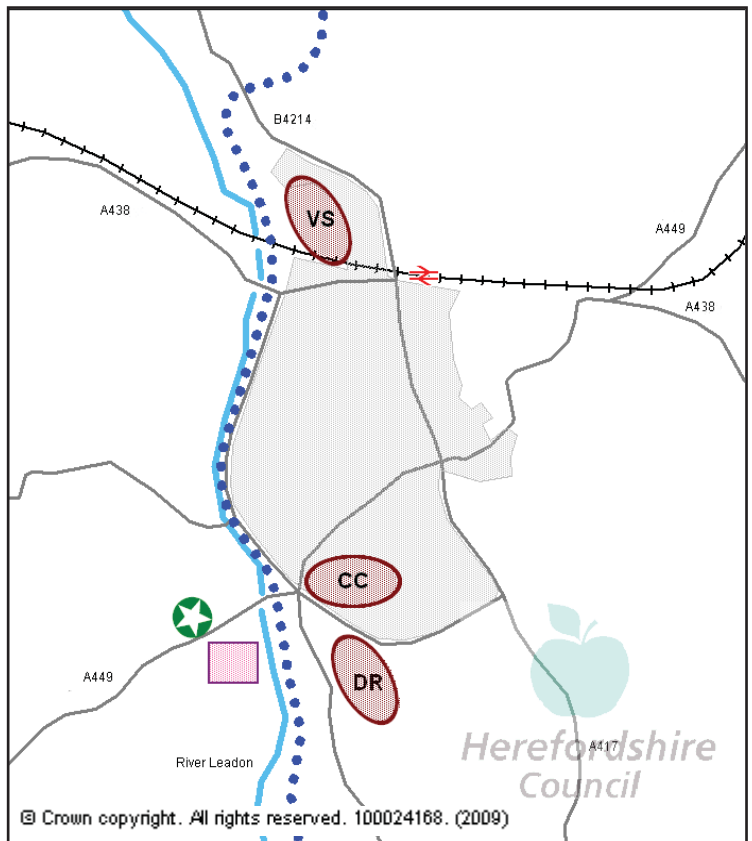 B4214
A438
VS
A449
A438
CC
DR
A449
River Leadon
A417
Herefordshire
Council
© Crown copyright. All rights reserved. 100024168. (2009)